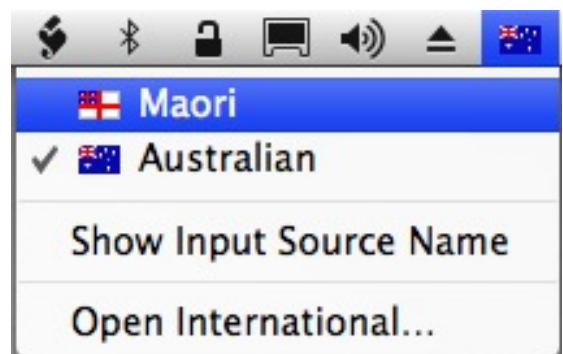 Maori
Australian
Show Input Source Name
Open International...